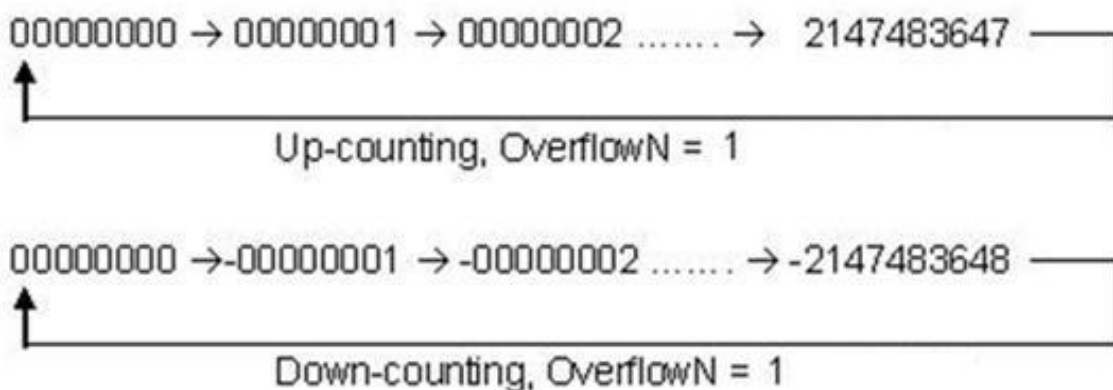 00000000 → 00000001 → 00000002 ....... → 2147483647
Up-counting, OverflowN = 1
00000000 →-00000001 → -00000002 ....... → -2147483648
Down-counting, OverflowN = 1